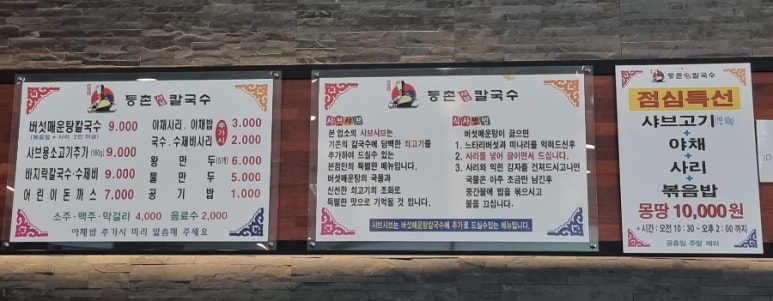 등촌 칼국수
버섯매운탕칼국수 9.000
(볶음밥 + 사리, 2인 이상)
샤브용소고기추가 (180g) 9.000
바지락칼국수·수제비 9.000
어린이돈까스 7.000
야채사리·야채밥 3.000
국수·수제비사리 2.000
추가시
왕만두 (5개) 6.000
물만두 5.000
공기밥 1.000
소주·맥주·막걸리 4,000 음료수 2,000
야채밥 추가시 미리 말씀해 주세요
등촌 칼국수
샤브샤브
본 업소의 샤브샤브는
기존의 칼국수에 담백한 쇠고기를
추가하여 드실수 있는
본점만의 특별한 메뉴입니다.
버섯매운탕의 국물과
신선한 쇠고기의 조화로
특별한 맛으로 기억될 것 입니다.
식사방법
버섯매운탕이 끓으면
1. 느타리버섯과 미나리를 익혀드신후
2. 사리를 넣어 끓이면서 드십니다.
3. 사리와 익힌 감자를 건져드시고나면
국물은 아주 조금만 남긴후
중간불에 밥을 볶으시고
불을 끄십니다.
샤브샤브는 버섯매운탕칼국수에 추가로 드실수있는 메뉴입니다.
등촌칼국수
점심특선
샤브고기
+
야채
+
사리
+
볶음밥
몽땅 10,000원
* 시간 : 오전 10 : 30 ~ 오후 2 : 00 까지
공휴일 주말 제외